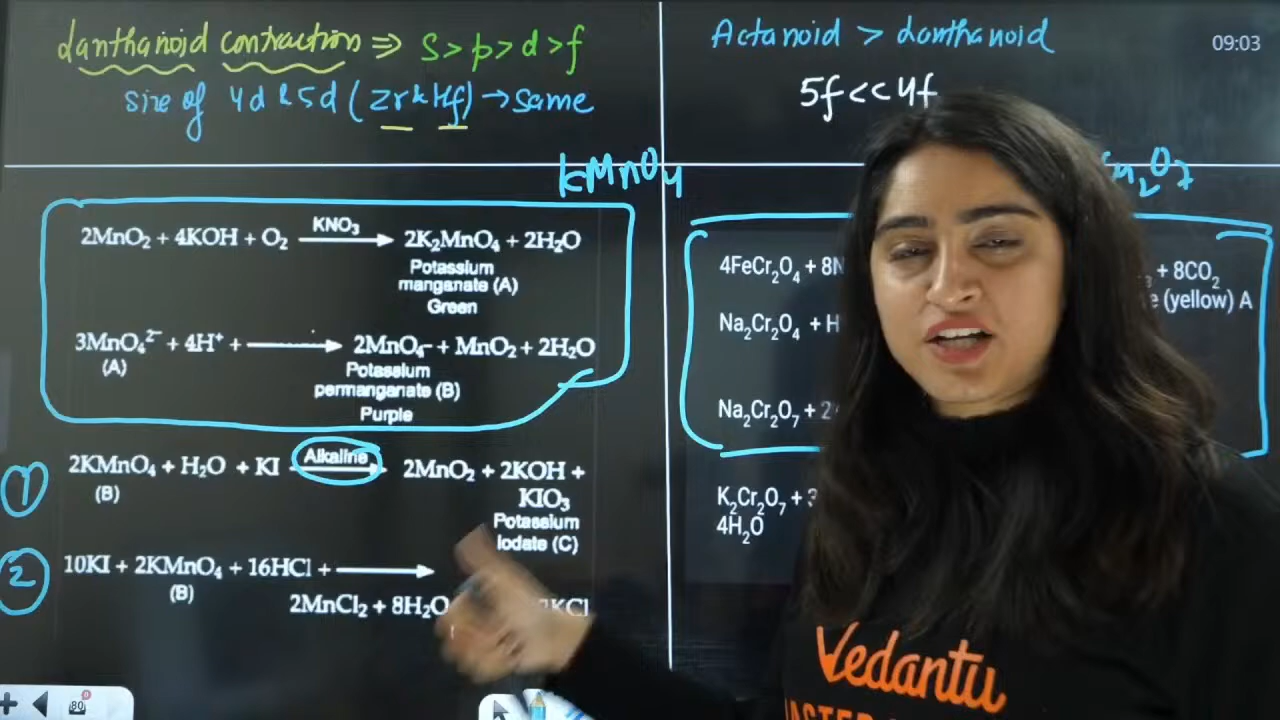 Lanthanoid contraction ⇒ s > p > d > f
size of 4d & 5d (Zr & Hf) → same
Actanoid > Lanthanoid
5f << 4f
09:03
KMnO₄
2MnO₂ + 4KOH + O₂ KNO₃ → 2K₂MnO₄ + 2H₂O
Potassium
manganate (A)
Green
3MnO₄²⁻ + 4H⁺ + → 2MnO₄⁻ + MnO₂ + 2H₂O
(A)
Potassium
permanganate (B)
Purple
① 2KMnO₄ + H₂O + KI Alkaline → 2MnO₂ + 2KOH +
(B)
KIO₃
Potassium
iodate (C)
② 10KI + 2KMnO₄ + 16HCl + →
(B)
2MnCl₂ + 8H₂O KCl
₂O₇
4FeCr₂O₄ + 8N + 8CO₂
(yellow) A
Na₂Cr₂O₄ + H
Na₂Cr₂O₇ + 2
K₂Cr₂O₇ + 3
4H₂O
Vedantu
80